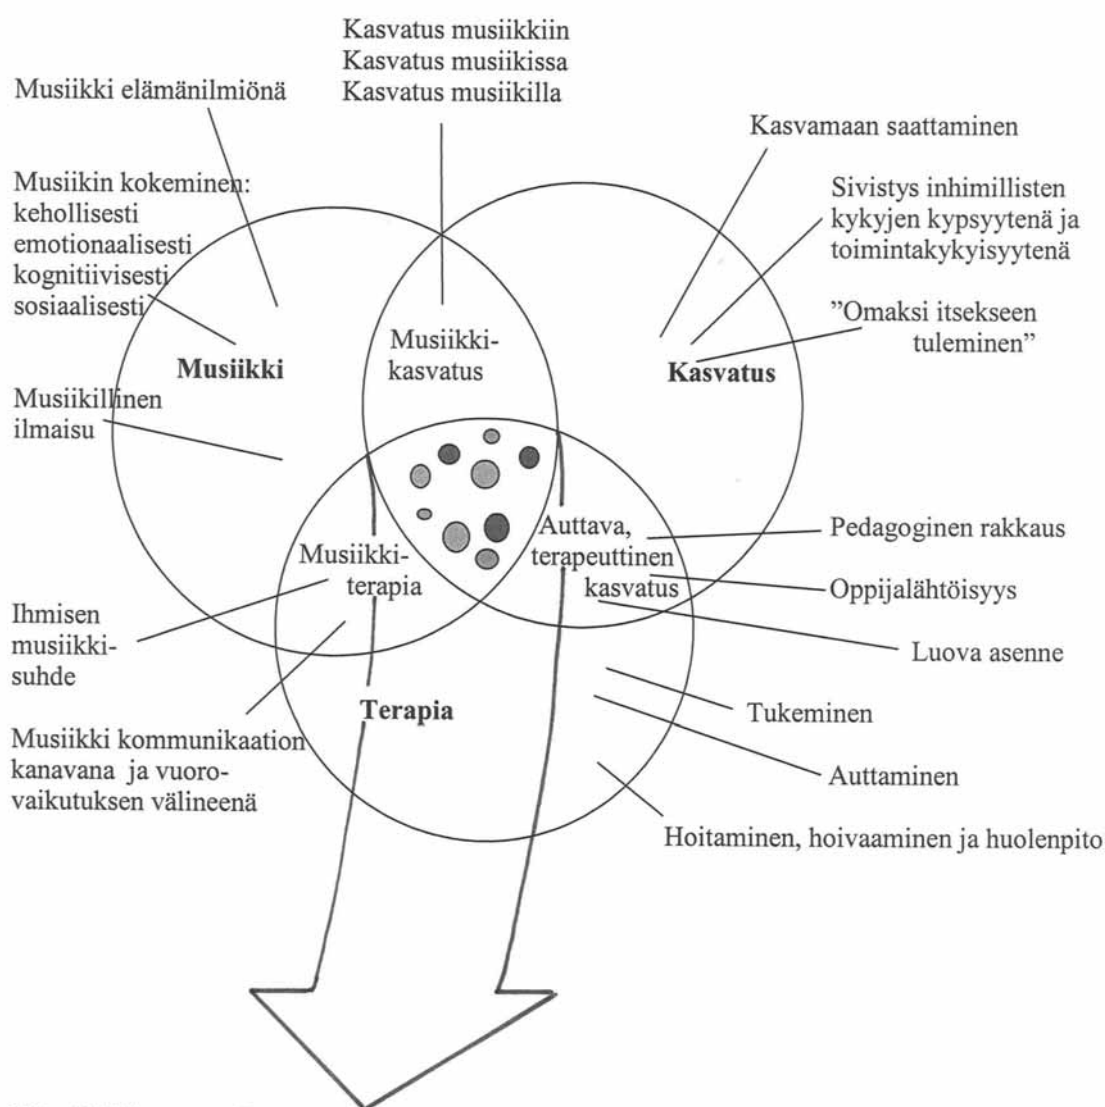 Kasvatus musiikkiin
Kasvatus musiikissa
Kasvatus musiikilla
Musiikki elämänilmiönä
Kasvamaan saattaminen
Musiikin kokeminen:
kehollisesti
emotionaalisesti
kognitiivisesti
sosiaalisesti
Sivistys inhimillisten
kykyjen kypsyytenä ja
toimintakykyisyytenä
”Omaksi itsekseen
tuleminen”
Musiikki-
kasvatus
Musiikki
Kasvatus
Musiikillinen
ilmaisu
Auttava,
terapeuttinen
kasvatus
Musiikki-
terapia
Pedagoginen rakkaus
Oppijalähtöisyys
Luova asenne
Ihmisen
musiikki-
suhde
Terapia
Tukeminen
Musiikki kommunikaation
kanavana ja vuoro-
vaikutuksen välineenä
Auttaminen
Hoitaminen, hoivaaminen ja huolenpito